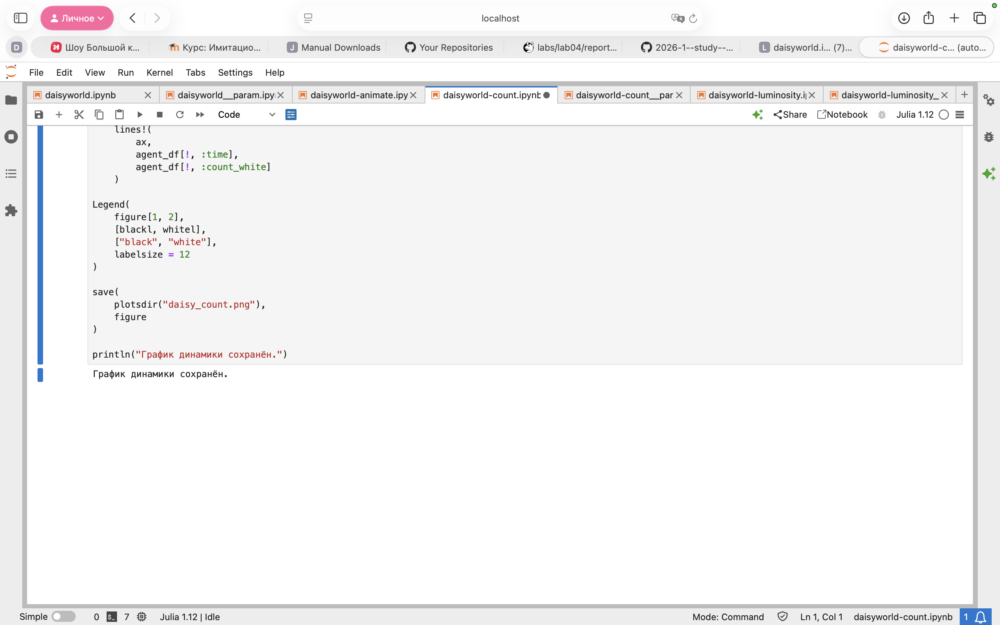 Личное
localhost
D
Шоу Большой к...
Курс: Имитацио...
J Manual Downloads
Your Repositories
labs/lab04/report...
2026-1--study--...
L daisyworld.i... (7)...
daisyworld-c... (auto...
File Edit View Run Kernel Tabs Settings Help
daisyworld.ipynb
daisyworld__param.ipy
daisyworld-animate.ipy
daisyworld-count.ipynb
daisyworld-count__par
daisyworld-luminosity.i
daisyworld-luminosity_
Code
Share
Notebook
Julia 1.12
lines!(
ax,
agent_df[!, :time],
agent_df[!, :count_white]
)
Legend(
figure[1, 2],
[blackl, whitel],
["black", "white"],
labelsize = 12
)
save(
plotsdir("daisy_count.png"),
figure
)
println("График динамики сохранён.")
График динамики сохранён.
Simple 0 $_ 7 Julia 1.12 | Idle
Mode: Command Ln 1, Col 1 daisyworld-count.ipynb 1